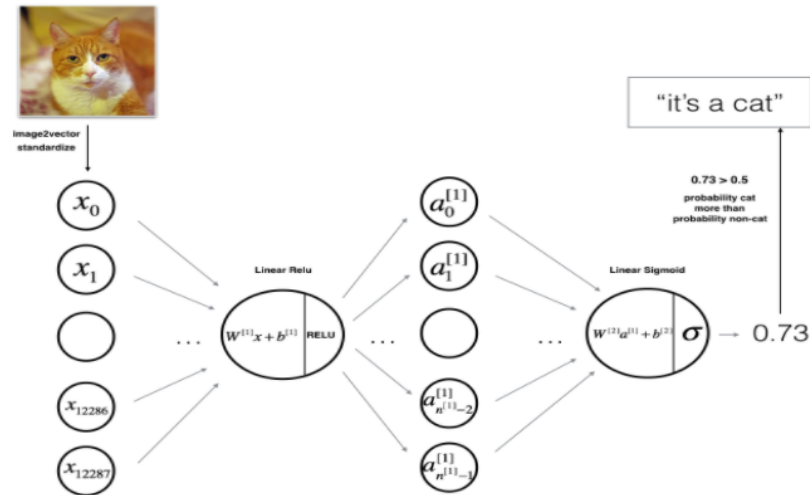 image2vector
standardize
x₀
x₁
x₁₂₂₈₆
x₁₂₂₈₇
...
Linear Relu
W^[1]x + b^[1] RELU
...
a₀^[1]
a₁^[1]
a^[1]_{n^[1]−2}
a^[1]_{n^[1]−1}
...
Linear Sigmoid
W^[2]a^[1] + b^[2] σ
0.73
0.73 > 0.5
probability cat
more than
probability non-cat
“it's a cat”